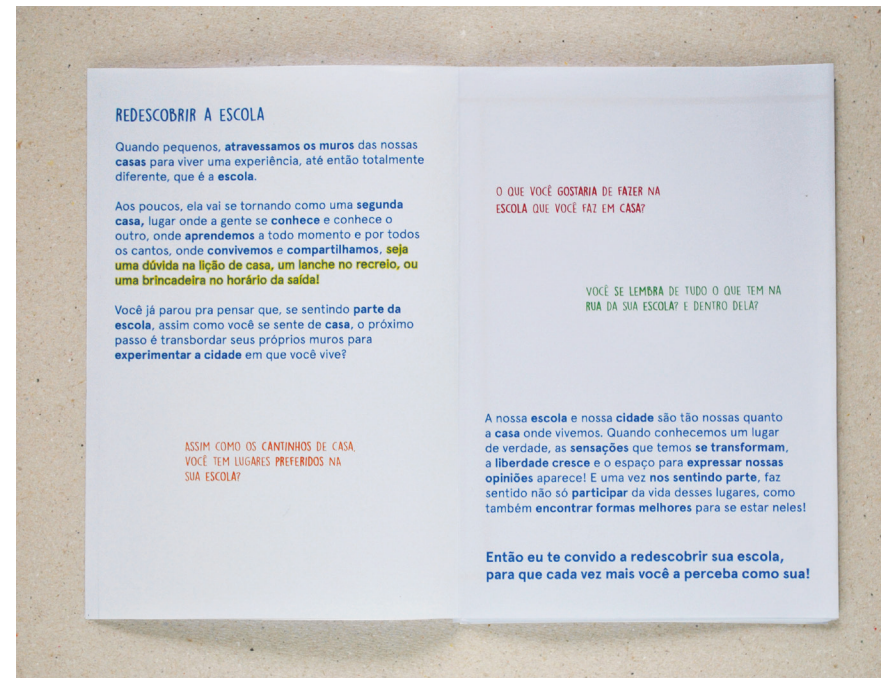 REDESCOBRIR A ESCOLA
Quando pequenos, atravessamos os muros das nossas
casas para viver uma experiência, até então totalmente
diferente, que é a escola.
Aos poucos, ela vai se tornando como uma segunda
casa, lugar onde a gente se conhece e conhece o
outro, onde aprendemos a todo momento e por todos
os cantos, onde convivemos e compartilhamos, seja
uma dúvida na lição de casa, um lanche no recreio, ou
uma brincadeira no horário da saída!
Você já parou pra pensar que, se sentindo parte da
escola, assim como você se sente de casa, o próximo
passo é transbordar seus próprios muros para
experimentar a cidade em que você vive?
ASSIM COMO OS CANTINHOS DE CASA,
VOCÊ TEM LUGARES PREFERIDOS NA
SUA ESCOLA?
O QUE VOCÊ GOSTARIA DE FAZER NA
ESCOLA QUE VOCÊ FAZ EM CASA?
VOCÊ SE LEMBRA DE TUDO O QUE TEM NA
RUA DA SUA ESCOLA? E DENTRO DELA?
A nossa escola e nossa cidade são tão nossas quanto
a casa onde vivemos. Quando conhecemos um lugar
de verdade, as sensações que temos se transformam,
a liberdade cresce e o espaço para expressar nossas
opiniões aparece! E uma vez nos sentindo parte, faz
sentido não só participar da vida desses lugares, como
também encontrar formas melhores para se estar neles!
Então eu te convido a redescobrir sua escola,
para que cada vez mais você a perceba como sua!